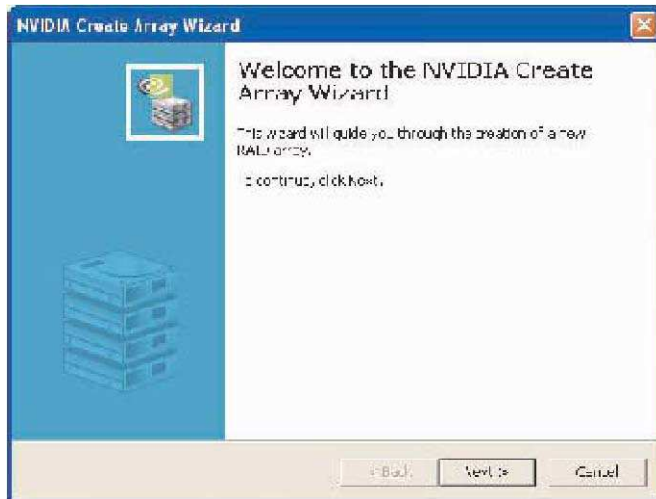 NVIDIA Create Array Wizard
Welcome to the NVIDIA Create
Array Wizard
This wizard will guide you through the creation of a new
RAID array.
To continue, click Next.
< Back
Next >
Cancel